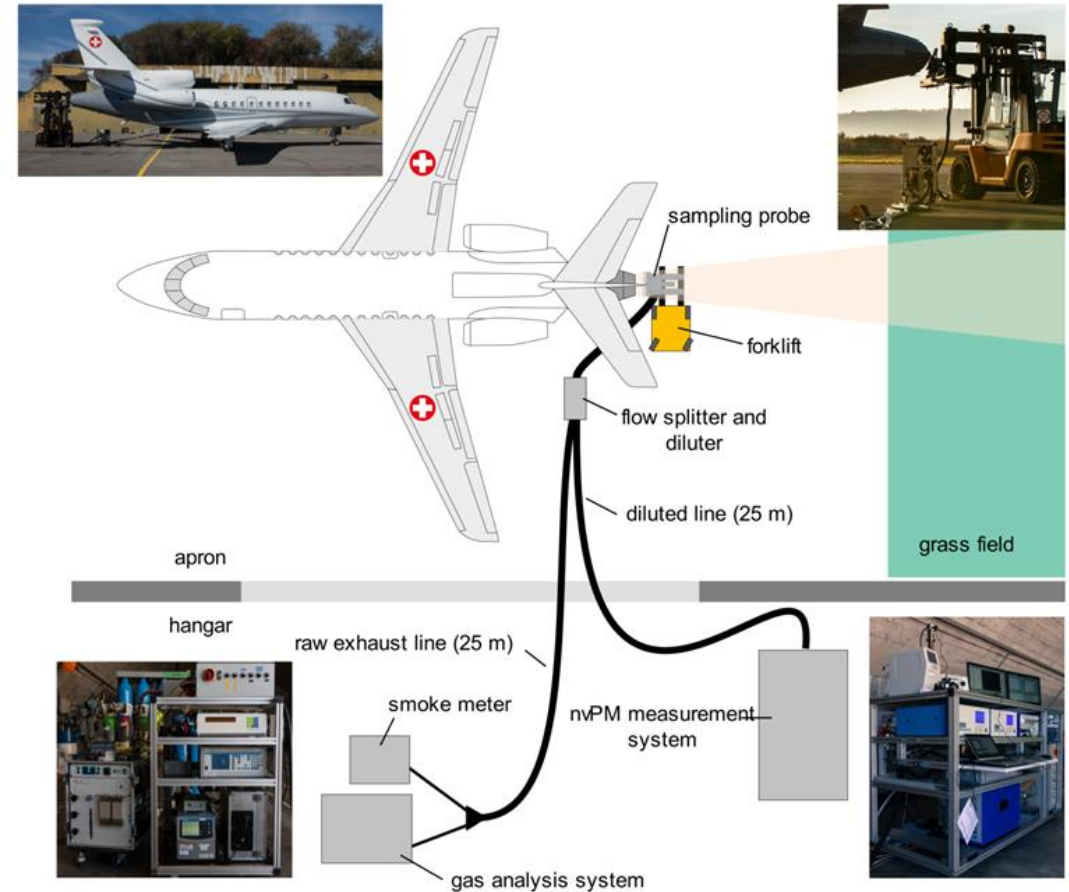 sampling probe
forklift
flow splitter and
diluter
diluted line (25 m)
grass field
apron
hangar
raw exhaust line (25 m)
smoke meter
nvPM measurement
system
gas analysis system